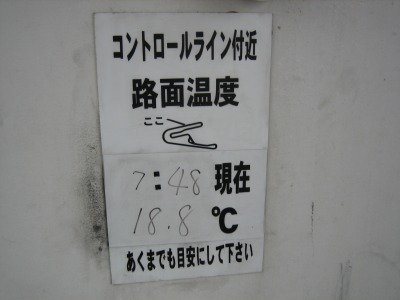 コントロールライン付近
路面温度
ここ
7:48 現在
18.8 ℃
あくまでも目安にして下さい